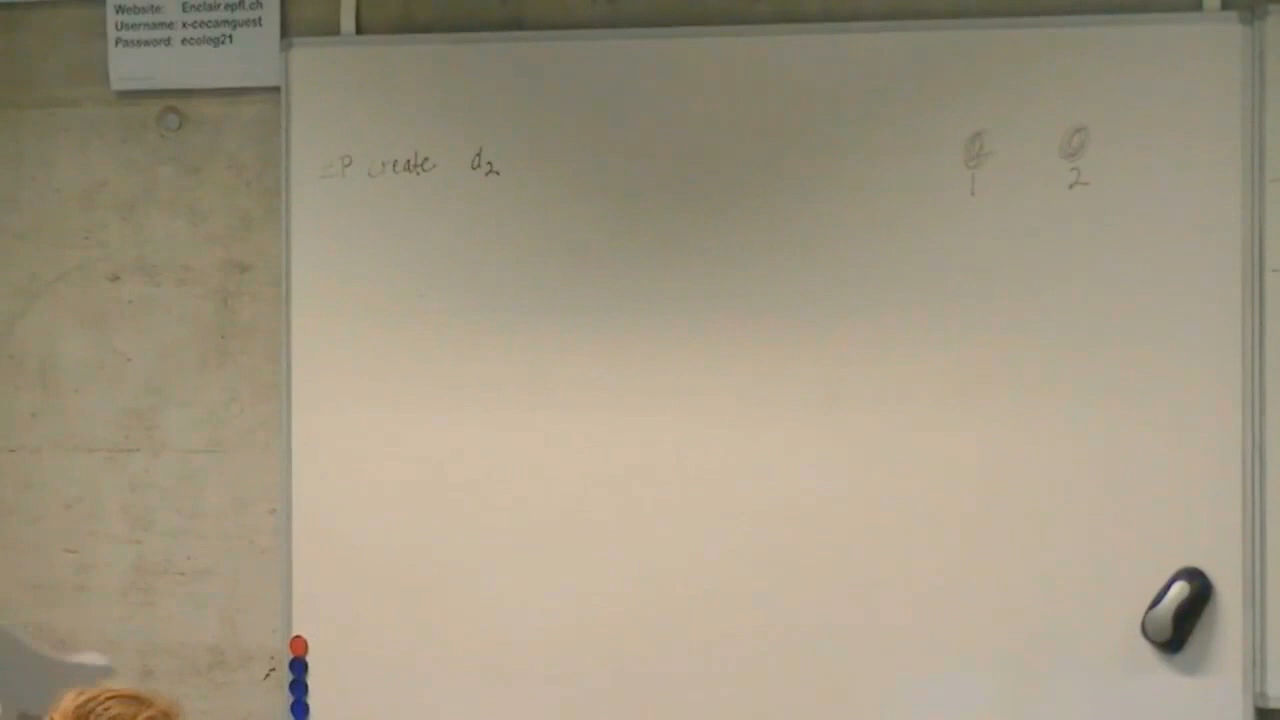 Website: Enclair.epfl.ch
Username: x-cecamguest
Password: ecoleg21
create d2
1 2